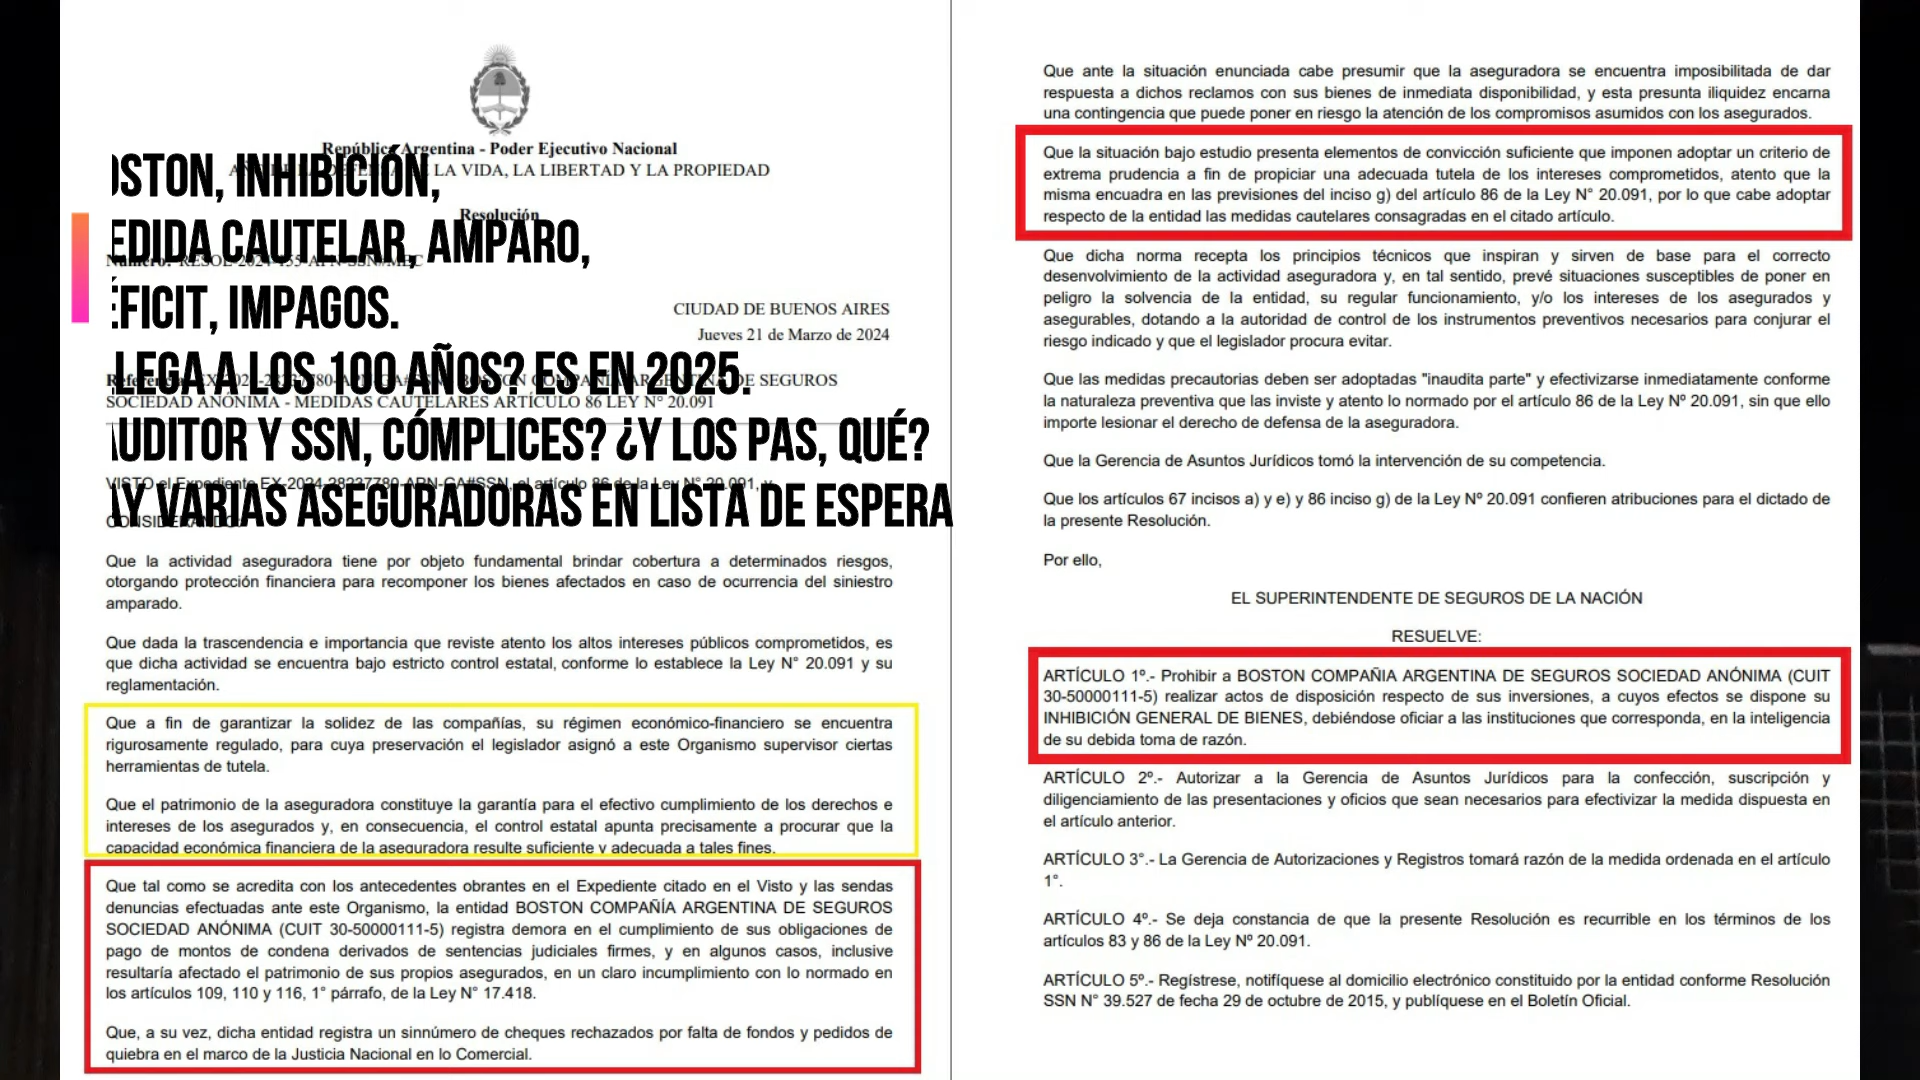 República Argentina - Poder Ejecutivo Nacional
LA VIDA, LA LIBERTAD Y LA PROPIEDAD
Resolución
Número: RESOL-2024-155-APN-SSN#MEC
CIUDAD DE BUENOS AIRES
Jueves 21 de Marzo de 2024
DE SEGUROS
SOCIEDAD ANÓNIMA - MEDIDAS CAUTELARES ARTÍCULO 86 LEY N° 20.091
VISTO el Expediente EX-2024-28237780-APN-GA#SSN, el artículo 86 de la Ley N° 20.091, y
CONSIDERANDO:
OSTON, INHIBICIÓN,
EDIDA CAUTELAR, AMPARO,
ÉFICIT, IMPAGOS.
LEGA A LOS 100 AÑOS? ES EN 2025.
AUDITOR Y SSN, CÓMPLICES? ¿Y LOS PAS, QUÉ?
AY VARIAS ASEGURADORAS EN LISTA DE ESPERA
Que la actividad aseguradora tiene por objeto fundamental brindar cobertura a determinados riesgos,
otorgando protección financiera para recomponer los bienes afectados en caso de ocurrencia del siniestro
amparado.
Que dada la trascendencia e importancia que reviste atento los altos intereses públicos comprometidos, es
que dicha actividad se encuentra bajo estricto control estatal, conforme lo establece la Ley N° 20.091 y su
reglamentación.
Que a fin de garantizar la solidez de las compañías, su régimen económico-financiero se encuentra
rigurosamente regulado, para cuya preservación el legislador asignó a este Organismo supervisor ciertas
herramientas de tutela.
Que el patrimonio de la aseguradora constituye la garantía para el efectivo cumplimiento de los derechos e
intereses de los asegurados y, en consecuencia, el control estatal apunta precisamente a procurar que la
capacidad económica financiera de la aseguradora resulte suficiente y adecuada a tales fines.
Que tal como se acredita con los antecedentes obrantes en el Expediente citado en el Visto y las sendas
denuncias efectuadas ante este Organismo, la entidad BOSTON COMPAÑÍA ARGENTINA DE SEGUROS
SOCIEDAD ANÓNIMA (CUIT 30-50000111-5) registra demora en el cumplimiento de sus obligaciones de
pago de montos de condena derivados de sentencias judiciales firmes, y en algunos casos, inclusive
resultaría afectado el patrimonio de sus propios asegurados, en un claro incumplimiento con lo normado en
los artículos 109, 110 y 116, 1° párrafo, de la Ley N° 17.418.
Que, a su vez, dicha entidad registra un sinnúmero de cheques rechazados por falta de fondos y pedidos de
quiebra en el marco de la Justicia Nacional en lo Comercial.
Que ante la situación enunciada cabe presumir que la aseguradora se encuentra imposibilitada de dar
respuesta a dichos reclamos con sus bienes de inmediata disponibilidad, y esta presunta iliquidez encarna
una contingencia que puede poner en riesgo la atención de los compromisos asumidos con los asegurados.
Que la situación bajo estudio presenta elementos de convicción suficiente que imponen adoptar un criterio de
extrema prudencia a fin de propiciar una adecuada tutela de los intereses comprometidos, atento que la
misma encuadra en las previsiones del inciso g) del artículo 86 de la Ley N° 20.091, por lo que cabe adoptar
respecto de la entidad las medidas cautelares consagradas en el citado artículo.
Que dicha norma recepta los principios técnicos que inspiran y sirven de base para el correcto
desenvolvimiento de la actividad aseguradora y, en tal sentido, prevé situaciones susceptibles de poner en
peligro la solvencia de la entidad, su regular funcionamiento, y/o los intereses de los asegurados y
asegurables, dotando a la autoridad de control de los instrumentos preventivos necesarios para conjurar el
riesgo indicado y que el legislador procura evitar.
Que las medidas precautorias deben ser adoptadas "inaudita parte" y efectivizarse inmediatamente conforme
la naturaleza preventiva que las inviste y atento lo normado por el artículo 86 de la Ley Nº 20.091, sin que ello
importe lesionar el derecho de defensa de la aseguradora.
Que la Gerencia de Asuntos Jurídicos tomó la intervención de su competencia.
Que los artículos 67 incisos a) y e) y 86 inciso g) de la Ley Nº 20.091 confieren atribuciones para el dictado de
la presente Resolución.
Por ello,
EL SUPERINTENDENTE DE SEGUROS DE LA NACIÓN
RESUELVE:
ARTÍCULO 1º.- Prohibir a BOSTON COMPAÑIA ARGENTINA DE SEGUROS SOCIEDAD ANÓNIMA (CUIT
30-50000111-5) realizar actos de disposición respecto de sus inversiones, a cuyos efectos se dispone su
INHIBICIÓN GENERAL DE BIENES, debiéndose oficiar a las instituciones que corresponda, en la inteligencia
de su debida toma de razón.
ARTÍCULO 2º.- Autorizar a la Gerencia de Asuntos Jurídicos para la confección, suscripción y
diligenciamiento de las presentaciones y oficios que sean necesarios para efectivizar la medida dispuesta en
el artículo anterior.
ARTÍCULO 3°.- La Gerencia de Autorizaciones y Registros tomará razón de la medida ordenada en el artículo
1°.
ARTÍCULO 4º.- Se deja constancia de que la presente Resolución es recurrible en los términos de los
artículos 83 y 86 de la Ley Nº 20.091.
ARTÍCULO 5º.- Regístrese, notifíquese al domicilio electrónico constituido por la entidad conforme Resolución
SSN N° 39.527 de fecha 29 de octubre de 2015, y publíquese en el Boletín Oficial.